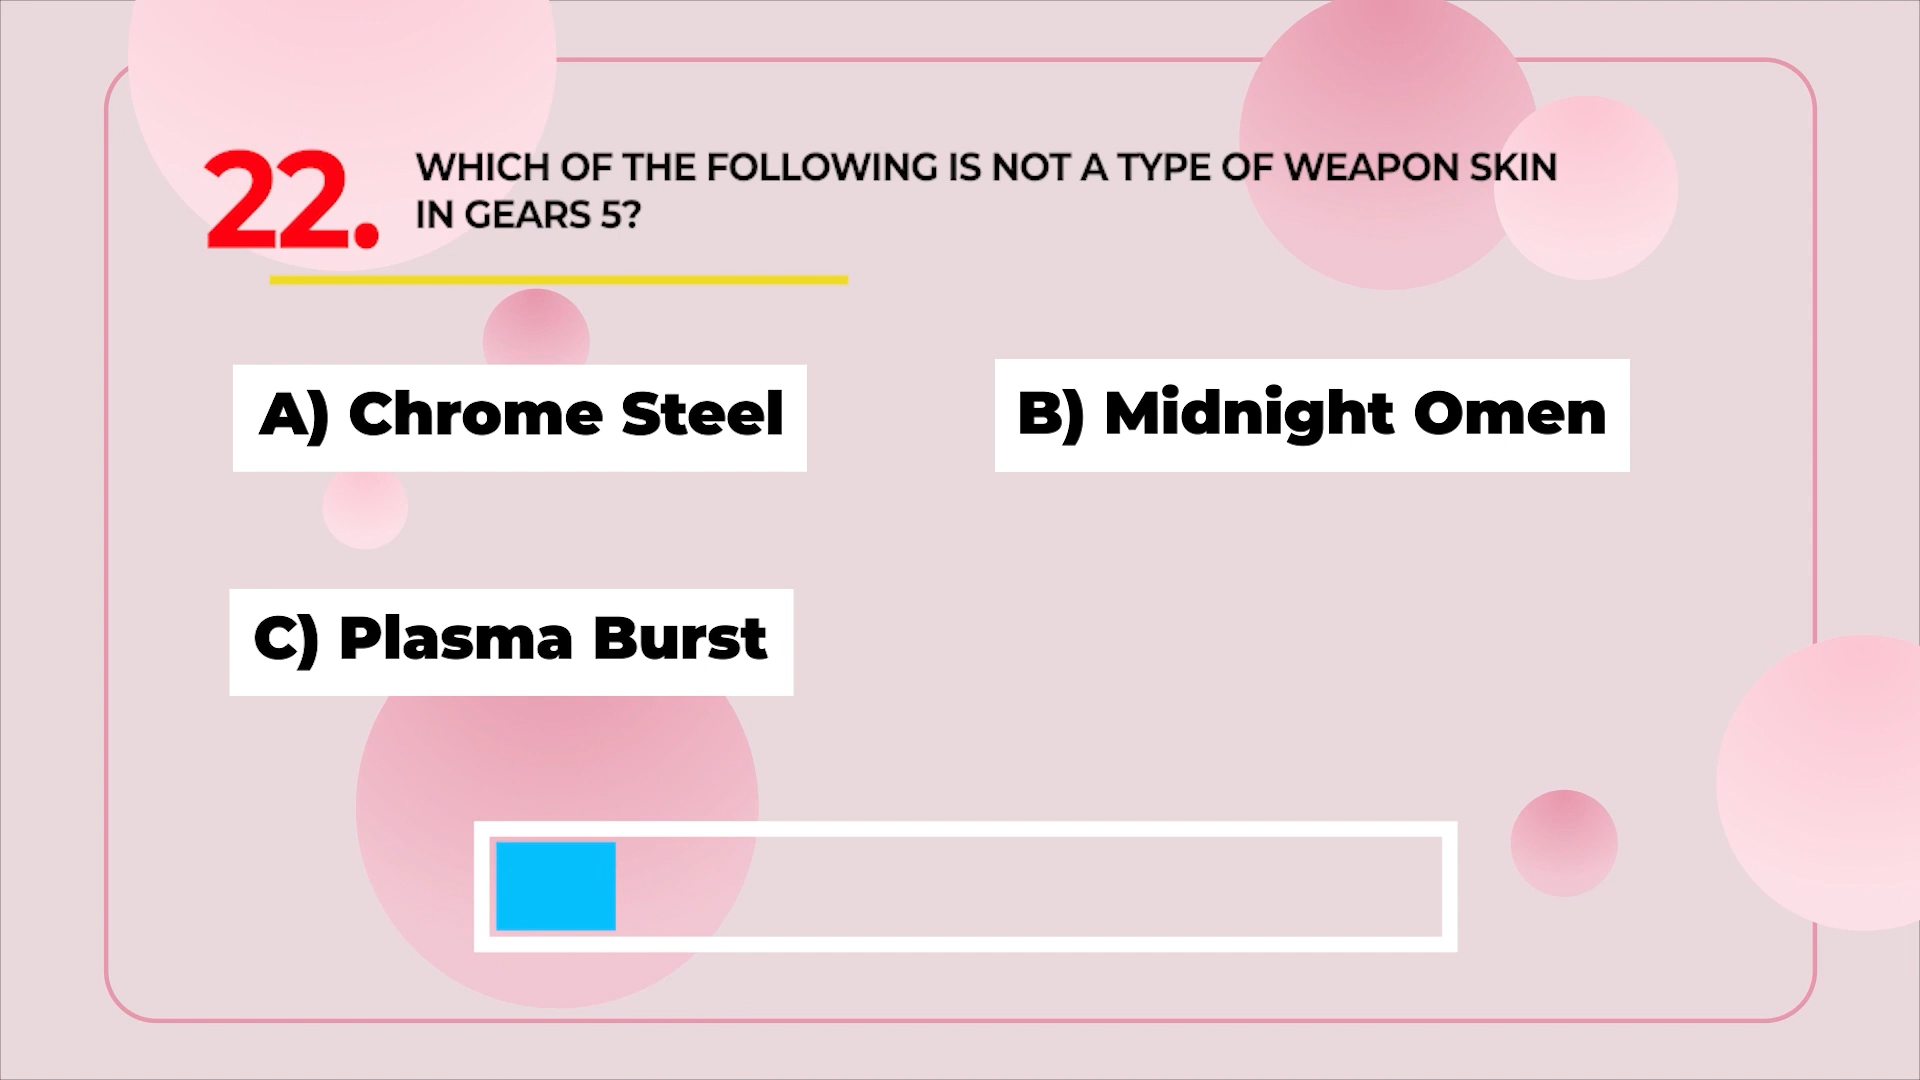 22.
WHICH OF THE FOLLOWING IS NOT A TYPE OF WEAPON SKIN
IN GEARS 5?
A) Chrome Steel
B) Midnight Omen
C) Plasma Burst